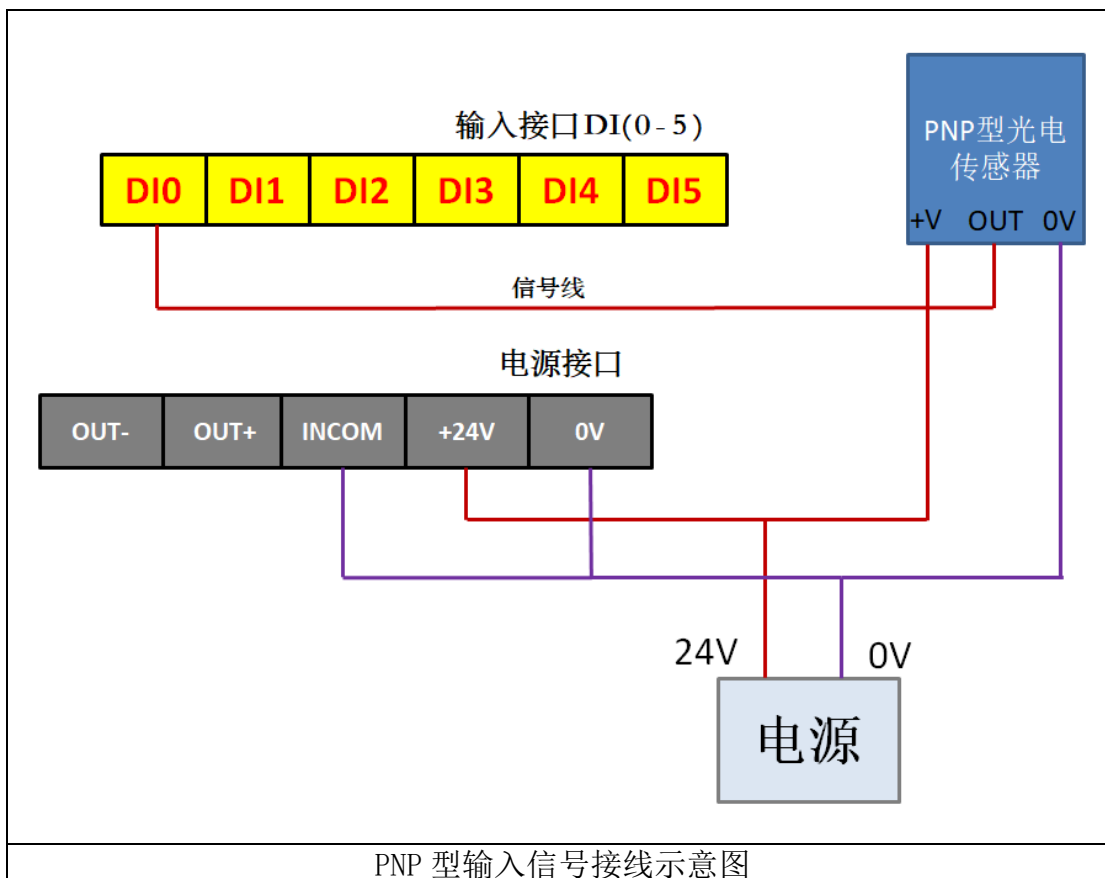 输入接口DI(0-5)
DI0 DI1 DI2 DI3 DI4 DI5
PNP型光电
传感器
+V OUT 0V
信号线
电源接口
OUT- OUT+ INCOM +24V 0V
24V 0V
电源
PNP 型输入信号接线示意图